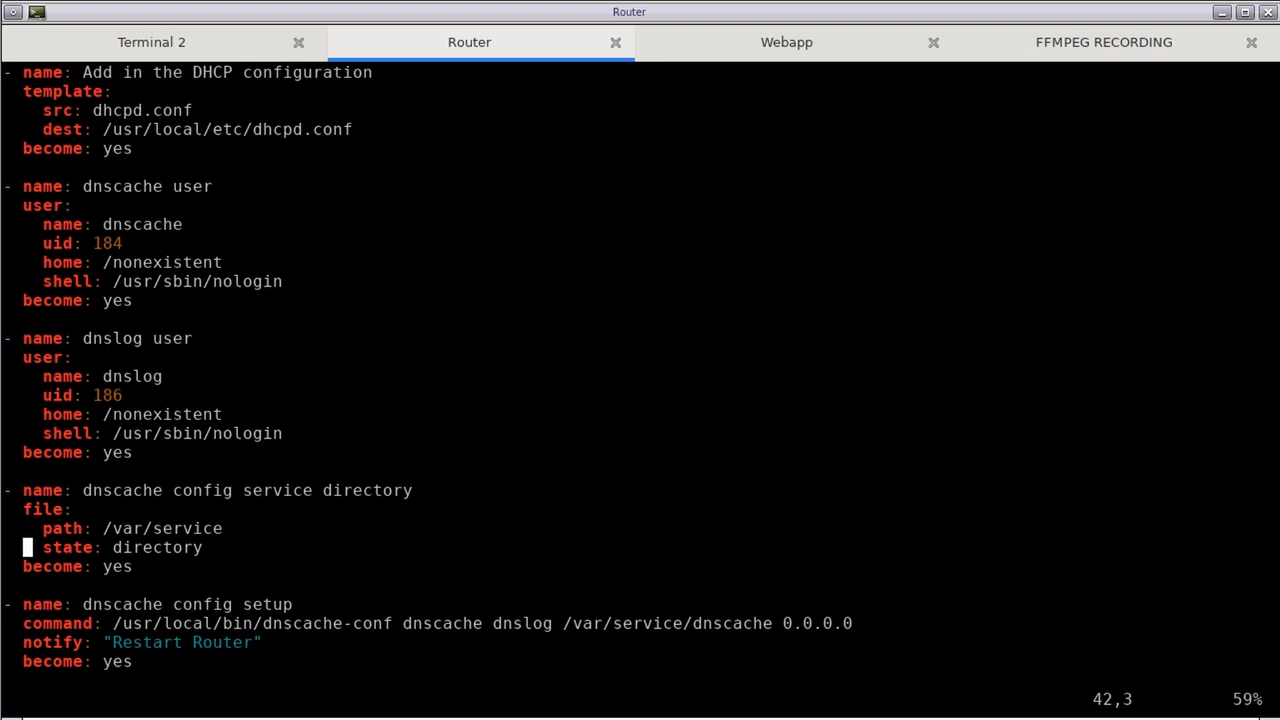 Router
Terminal 2
Router
Webapp
FFMPEG RECORDING
- name: Add in the DHCP configuration
  template:
    src: dhcpd.conf
    dest: /usr/local/etc/dhcpd.conf
  become: yes

- name: dnscache user
  user:
    name: dnscache
    uid: 184
    home: /nonexistent
    shell: /usr/sbin/nologin
  become: yes

- name: dnslog user
  user:
    name: dnslog
    uid: 186
    home: /nonexistent
    shell: /usr/sbin/nologin
  become: yes

- name: dnscache config service directory
  file:
    path: /var/service
    state: directory
  become: yes

- name: dnscache config setup
  command: /usr/local/bin/dnscache-conf dnscache dnslog /var/service/dnscache 0.0.0.0
  notify: "Restart Router"
  become: yes
42,3 59%